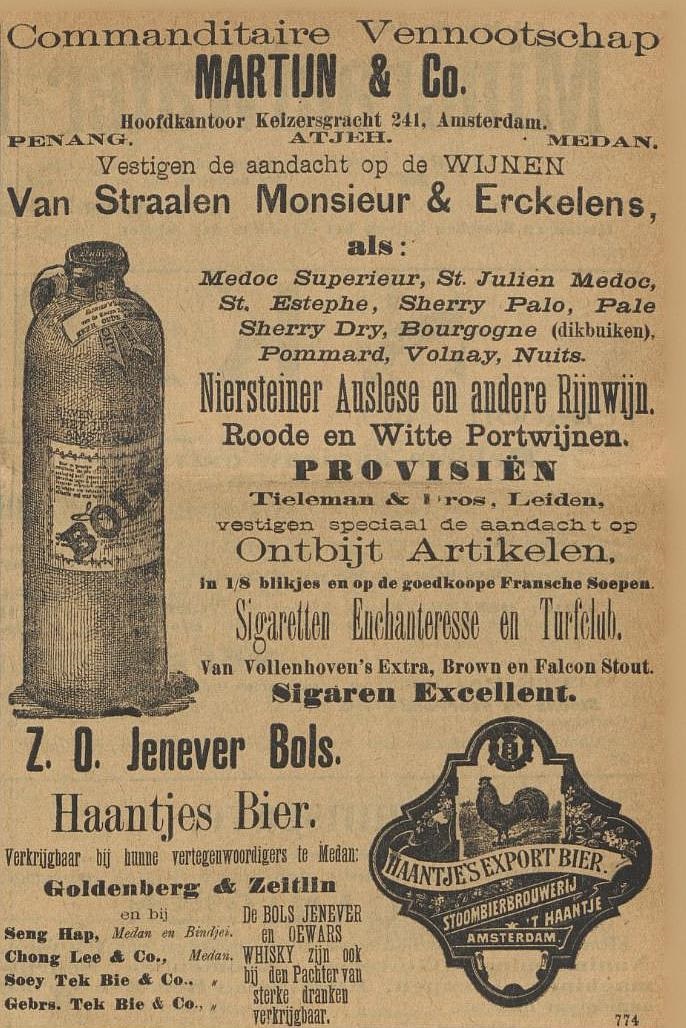 Commanditaire Vennootschap
MARTIJN & Co.
Hoofdkantoor Keizersgracht 241, Amsterdam.
PENANG. ATJEH. MEDAN.
Vestigen de aandacht op de WIJNEN
Van Straalen Monsieur & Erckelens,
als:
Medoc Superieur, St. Julien Medoc,
St. Estephe, Sherry Palo, Pale
Sherry Dry, Bourgogne (dikbuiken),
Pommard, Volnay, Nuits.
Niersteiner Auslese en andere Rijnwijn.
Roode en Witte Portwijnen.
PROVISIËN
Tieleman & Dros, Leiden,
vestigen speciaal de aandacht op
Ontbijt Artikelen,
in 1/8 blikjes en op de goedkoope Fransche Soepen.
Sigaretten Enchanteresse en Turfclub.
Van Vollenhoven's Extra, Brown en Falcon Stout.
Sigaren Excellent.
BOLS
Z. O. Jenever Bols.
Haantjes Bier.
Verkrijgbaar bij hunne vertegenwoordigers te Medan:
Goldenberg & Zeitlin
en bij
Seng Hap, Medan en Bindjei.
Chong Lee & Co., Medan.
Soey Tek Bie & Co., "
Gebrs. Tek Bie & Co., "
De BOLS JENEVER
en OEWARS
WHISKY zijn ook
bij den Pachter van
sterke dranken
verkrijgbaar.
HAANTJE'S EXPORT BIER.
STOOMBIERBROUWERIJ
'T HAANTJE
AMSTERDAM
774